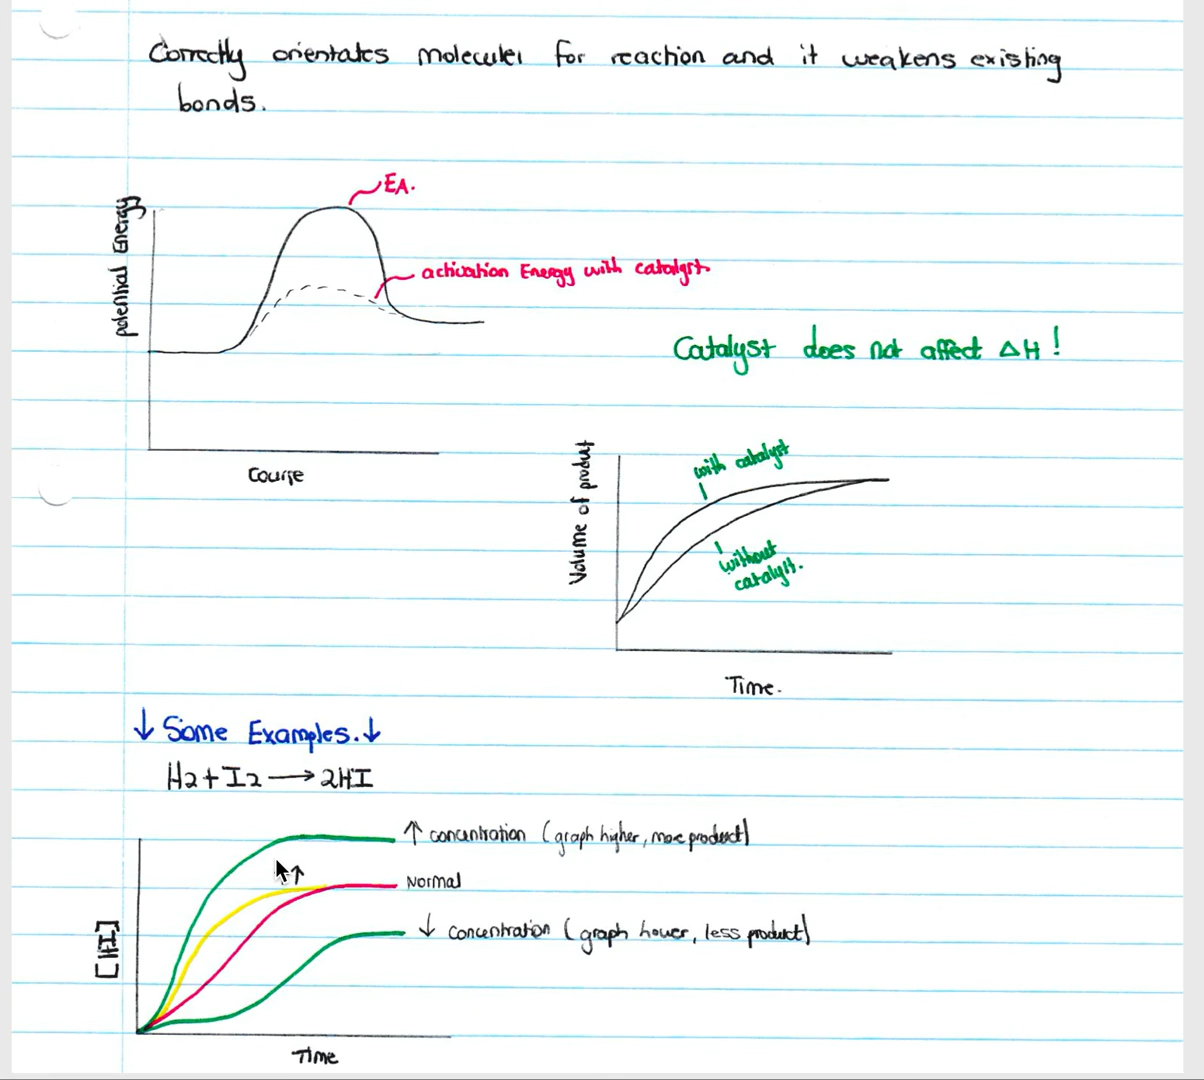 Correctly orientates molecules for reaction and it weakens existing
bonds.
EA.
potential Energy
activation Energy with catalyst
Catalyst does not affect ΔH!
Course
Volume of product
with catalyst
without
catalyst.
Time.
↓ Some Examples. ↓
H2+I2 ⟶ 2HI
↑ concentration (graph higher, more product)
↑
Normal
↓ concentration (graph lower, less product)
[HI]
Time